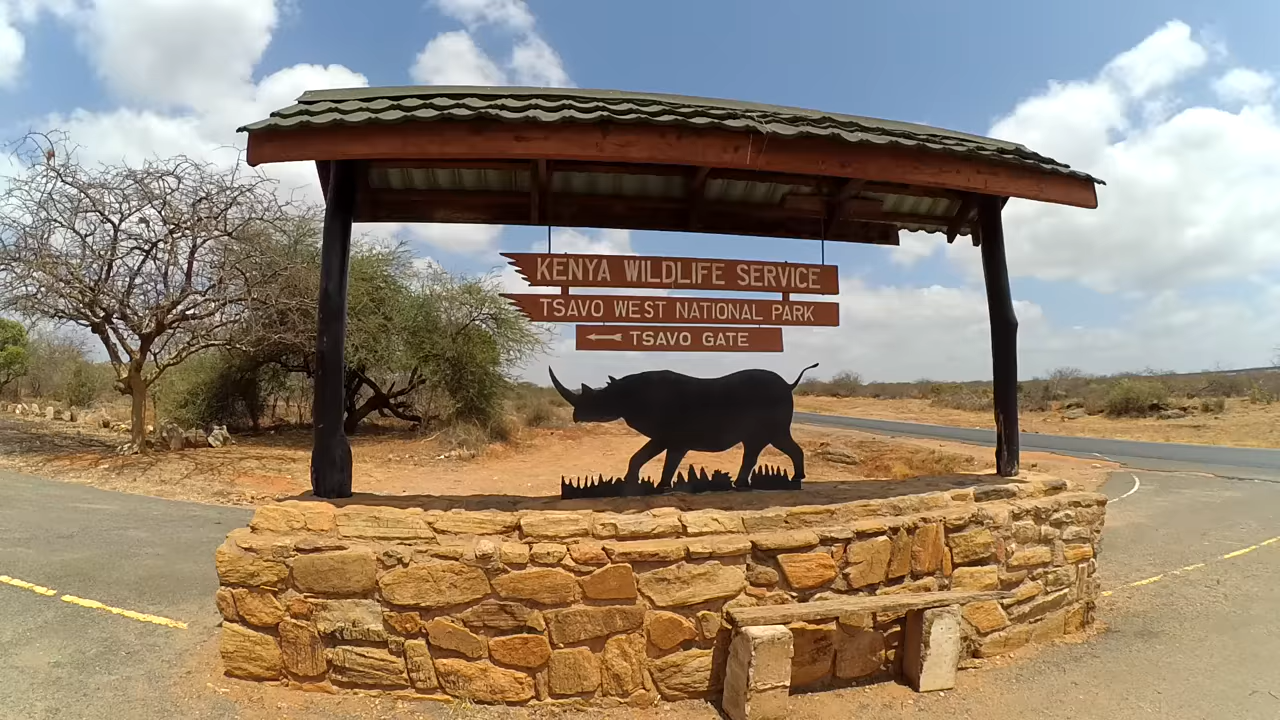 KENYA WILDLIFE SERVICE
TSAVO WEST NATIONAL PARK
TSAVO GATE